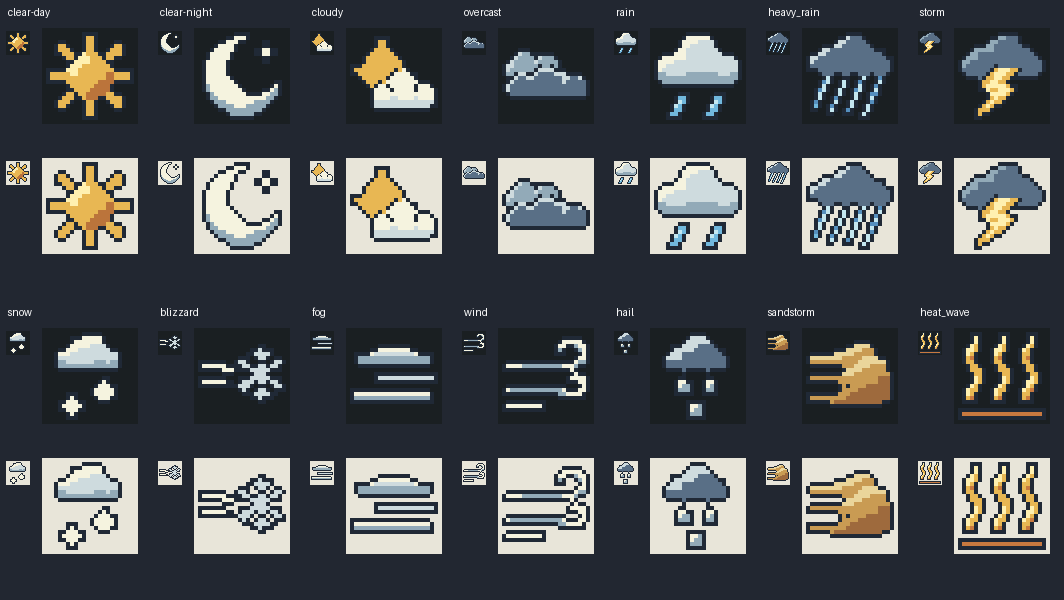 clear-day clear-night cloudy overcast rain heavy_rain storm
snow blizzard fog wind hail sandstorm heat_wave